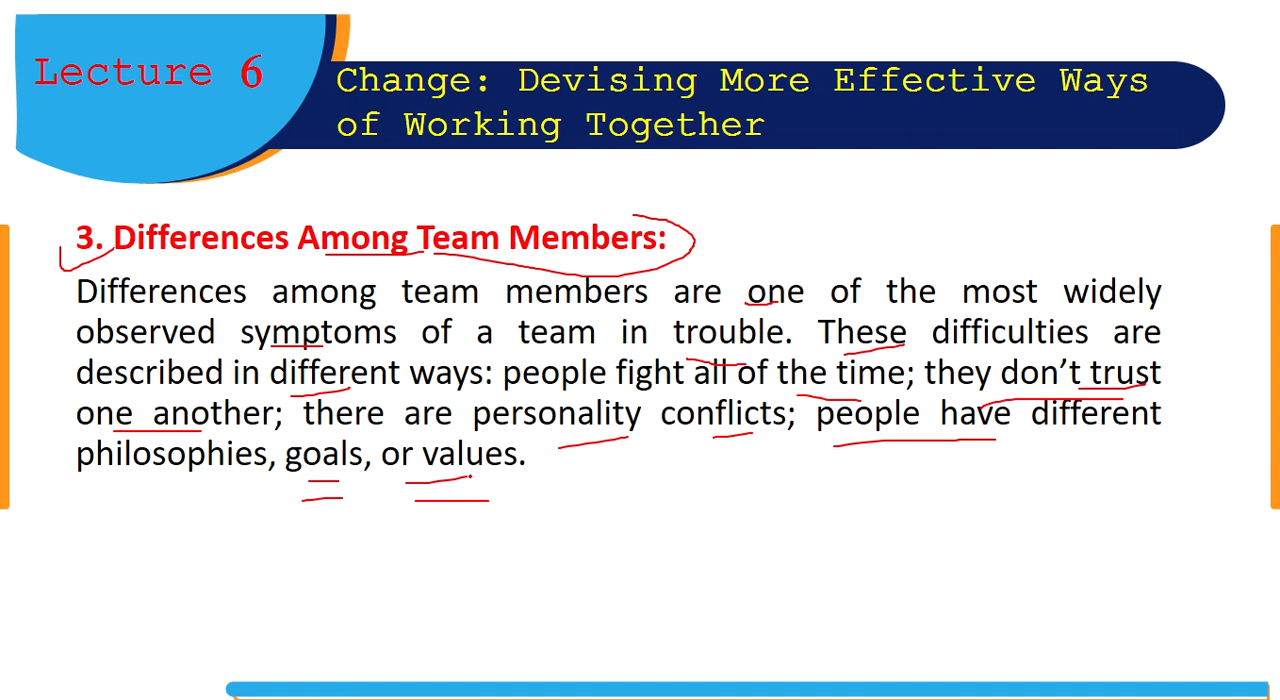 Lecture 6
Change: Devising More Effective Ways
of Working Together
3. Differences Among Team Members:
Differences among team members are one of the most widely
observed symptoms of a team in trouble. These difficulties are
described in different ways: people fight all of the time; they don’t trust
one another; there are personality conflicts; people have different
philosophies, goals, or values.